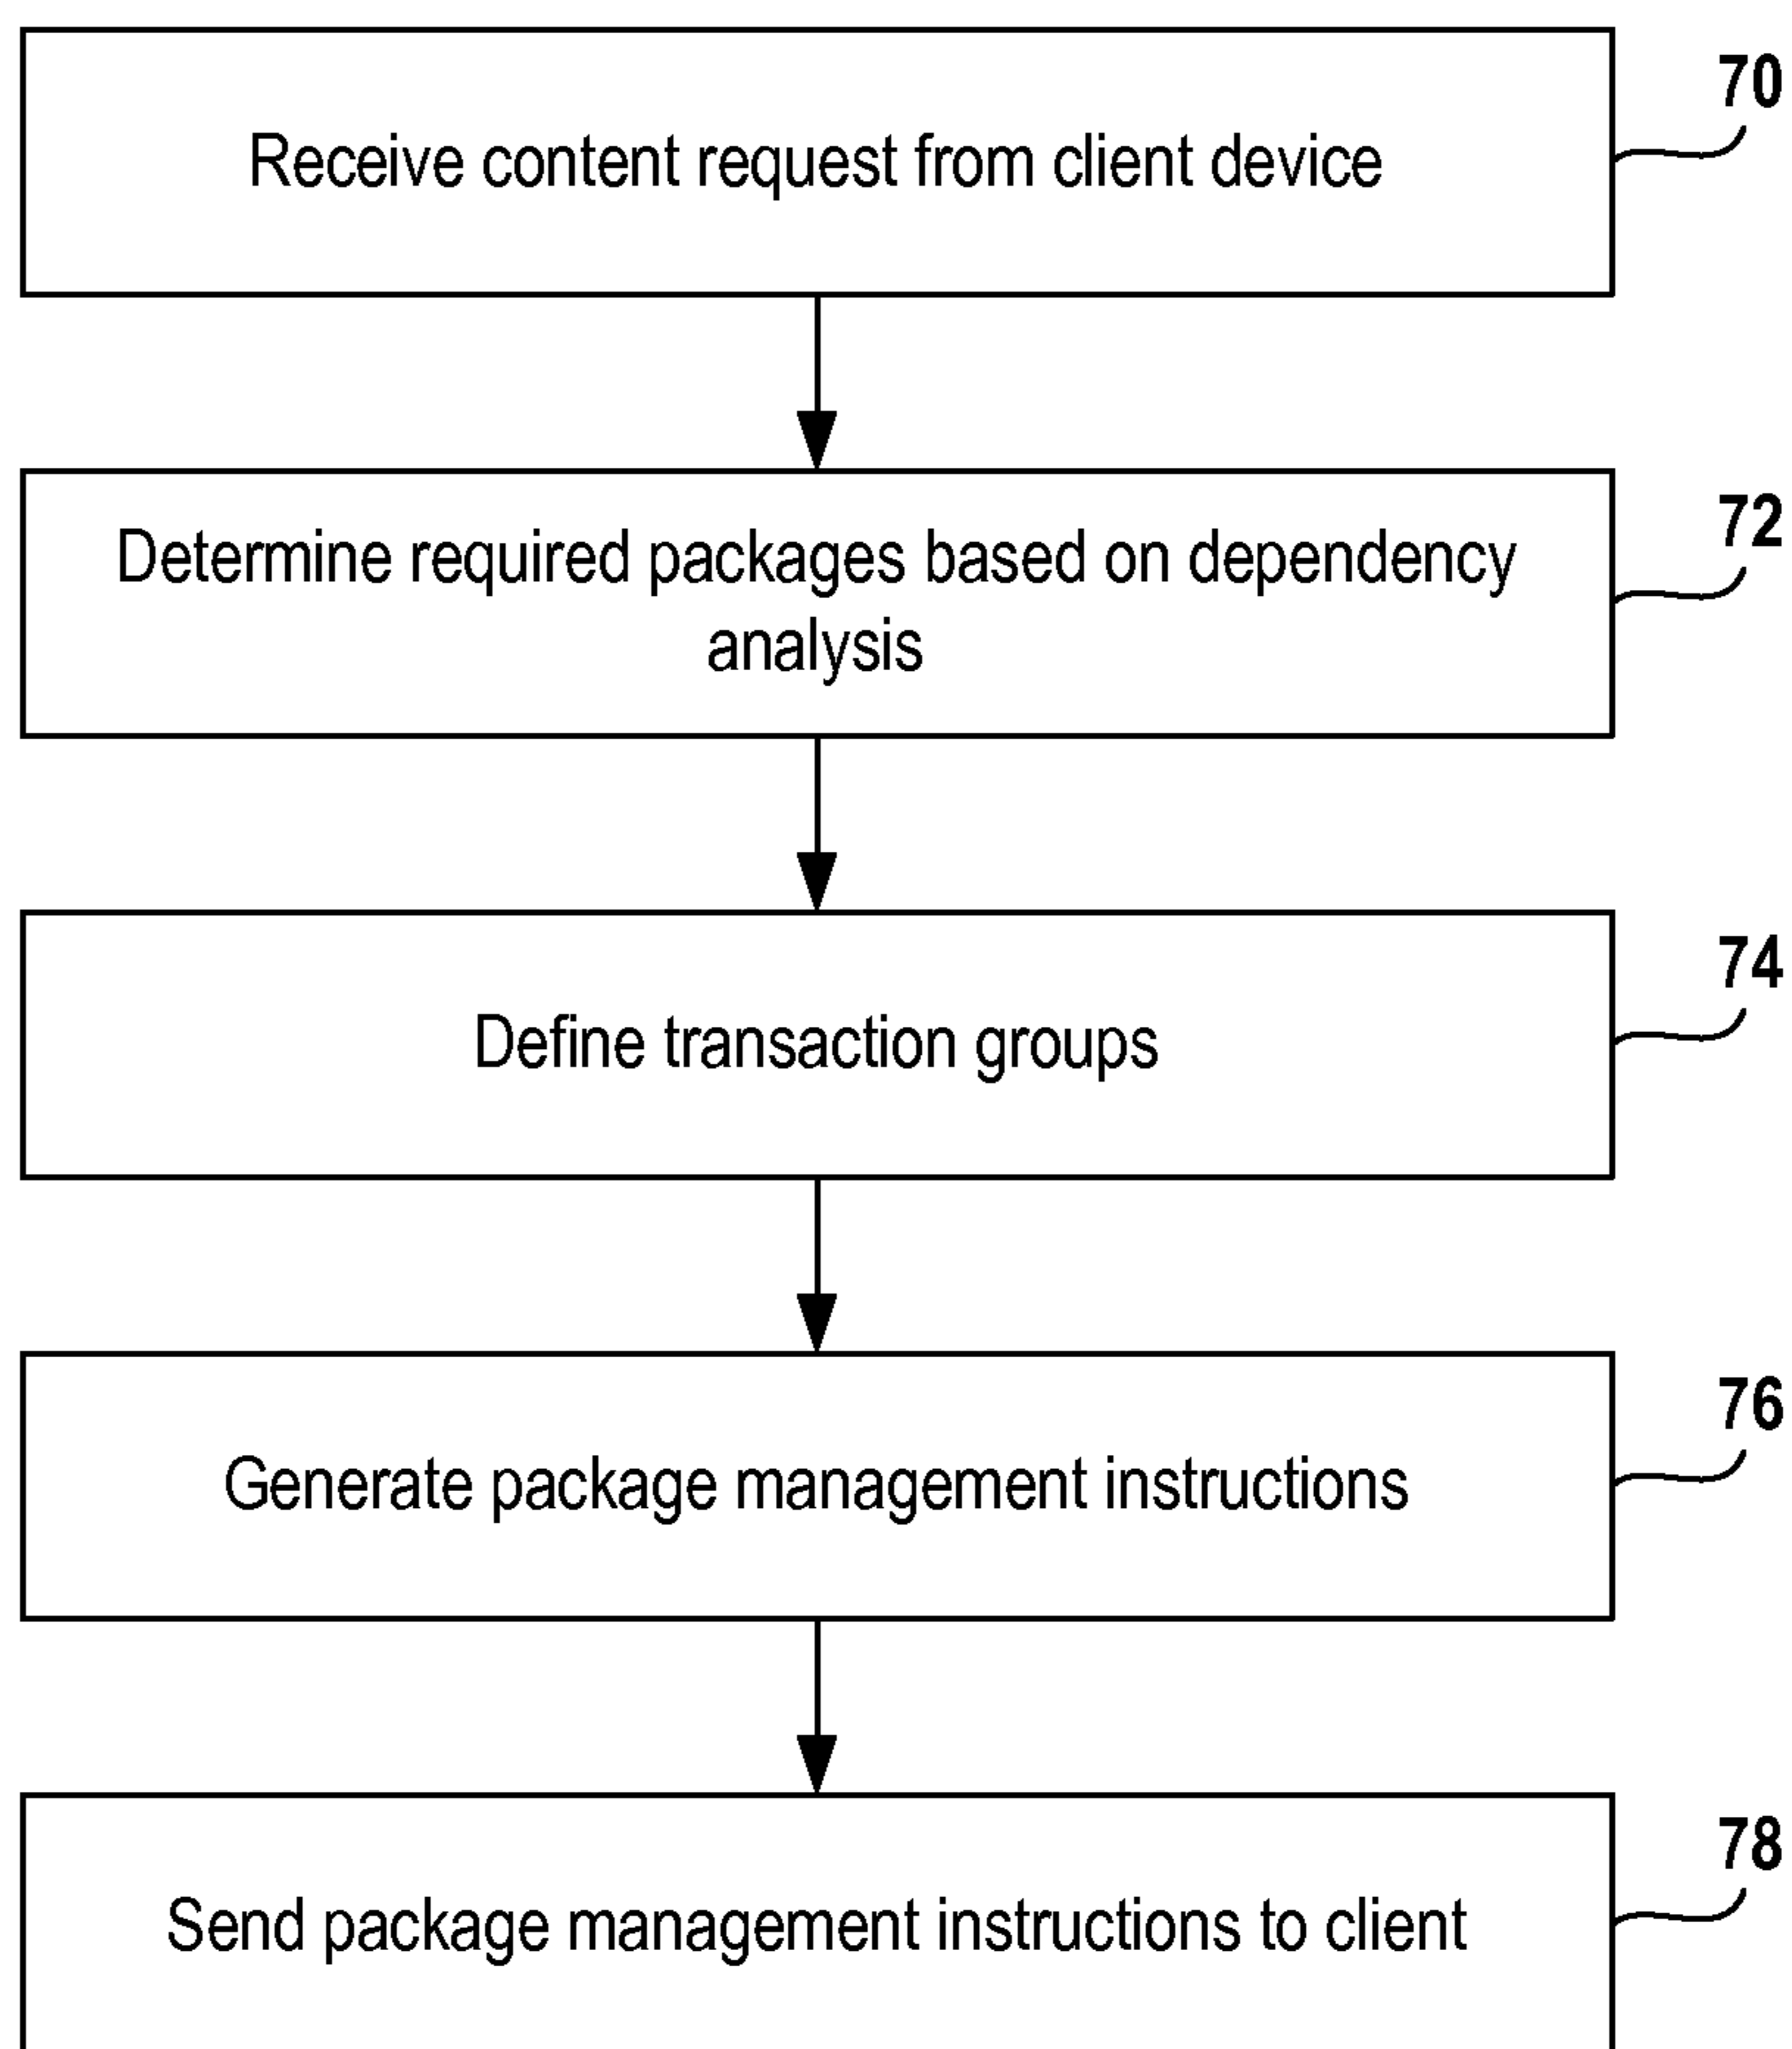 70
Receive content request from client device
72
Determine required packages based on dependency
analysis
74
Define transaction groups
76
Generate package management instructions
78
Send package management instructions to client